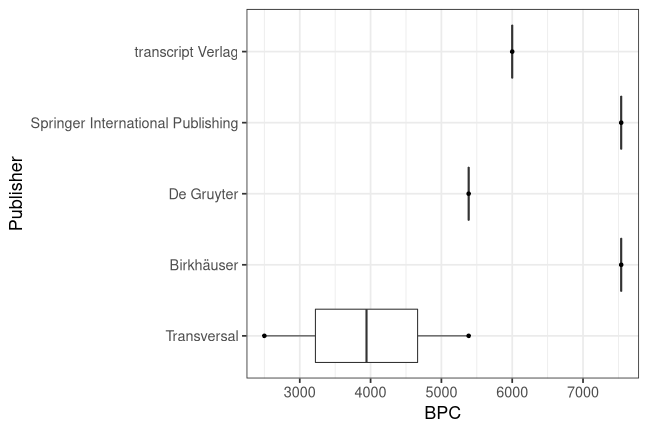 transcript Verlag
Springer International Publishing
De Gruyter
Birkhäuser
Transversal
Publisher
3000 4000 5000 6000 7000
BPC